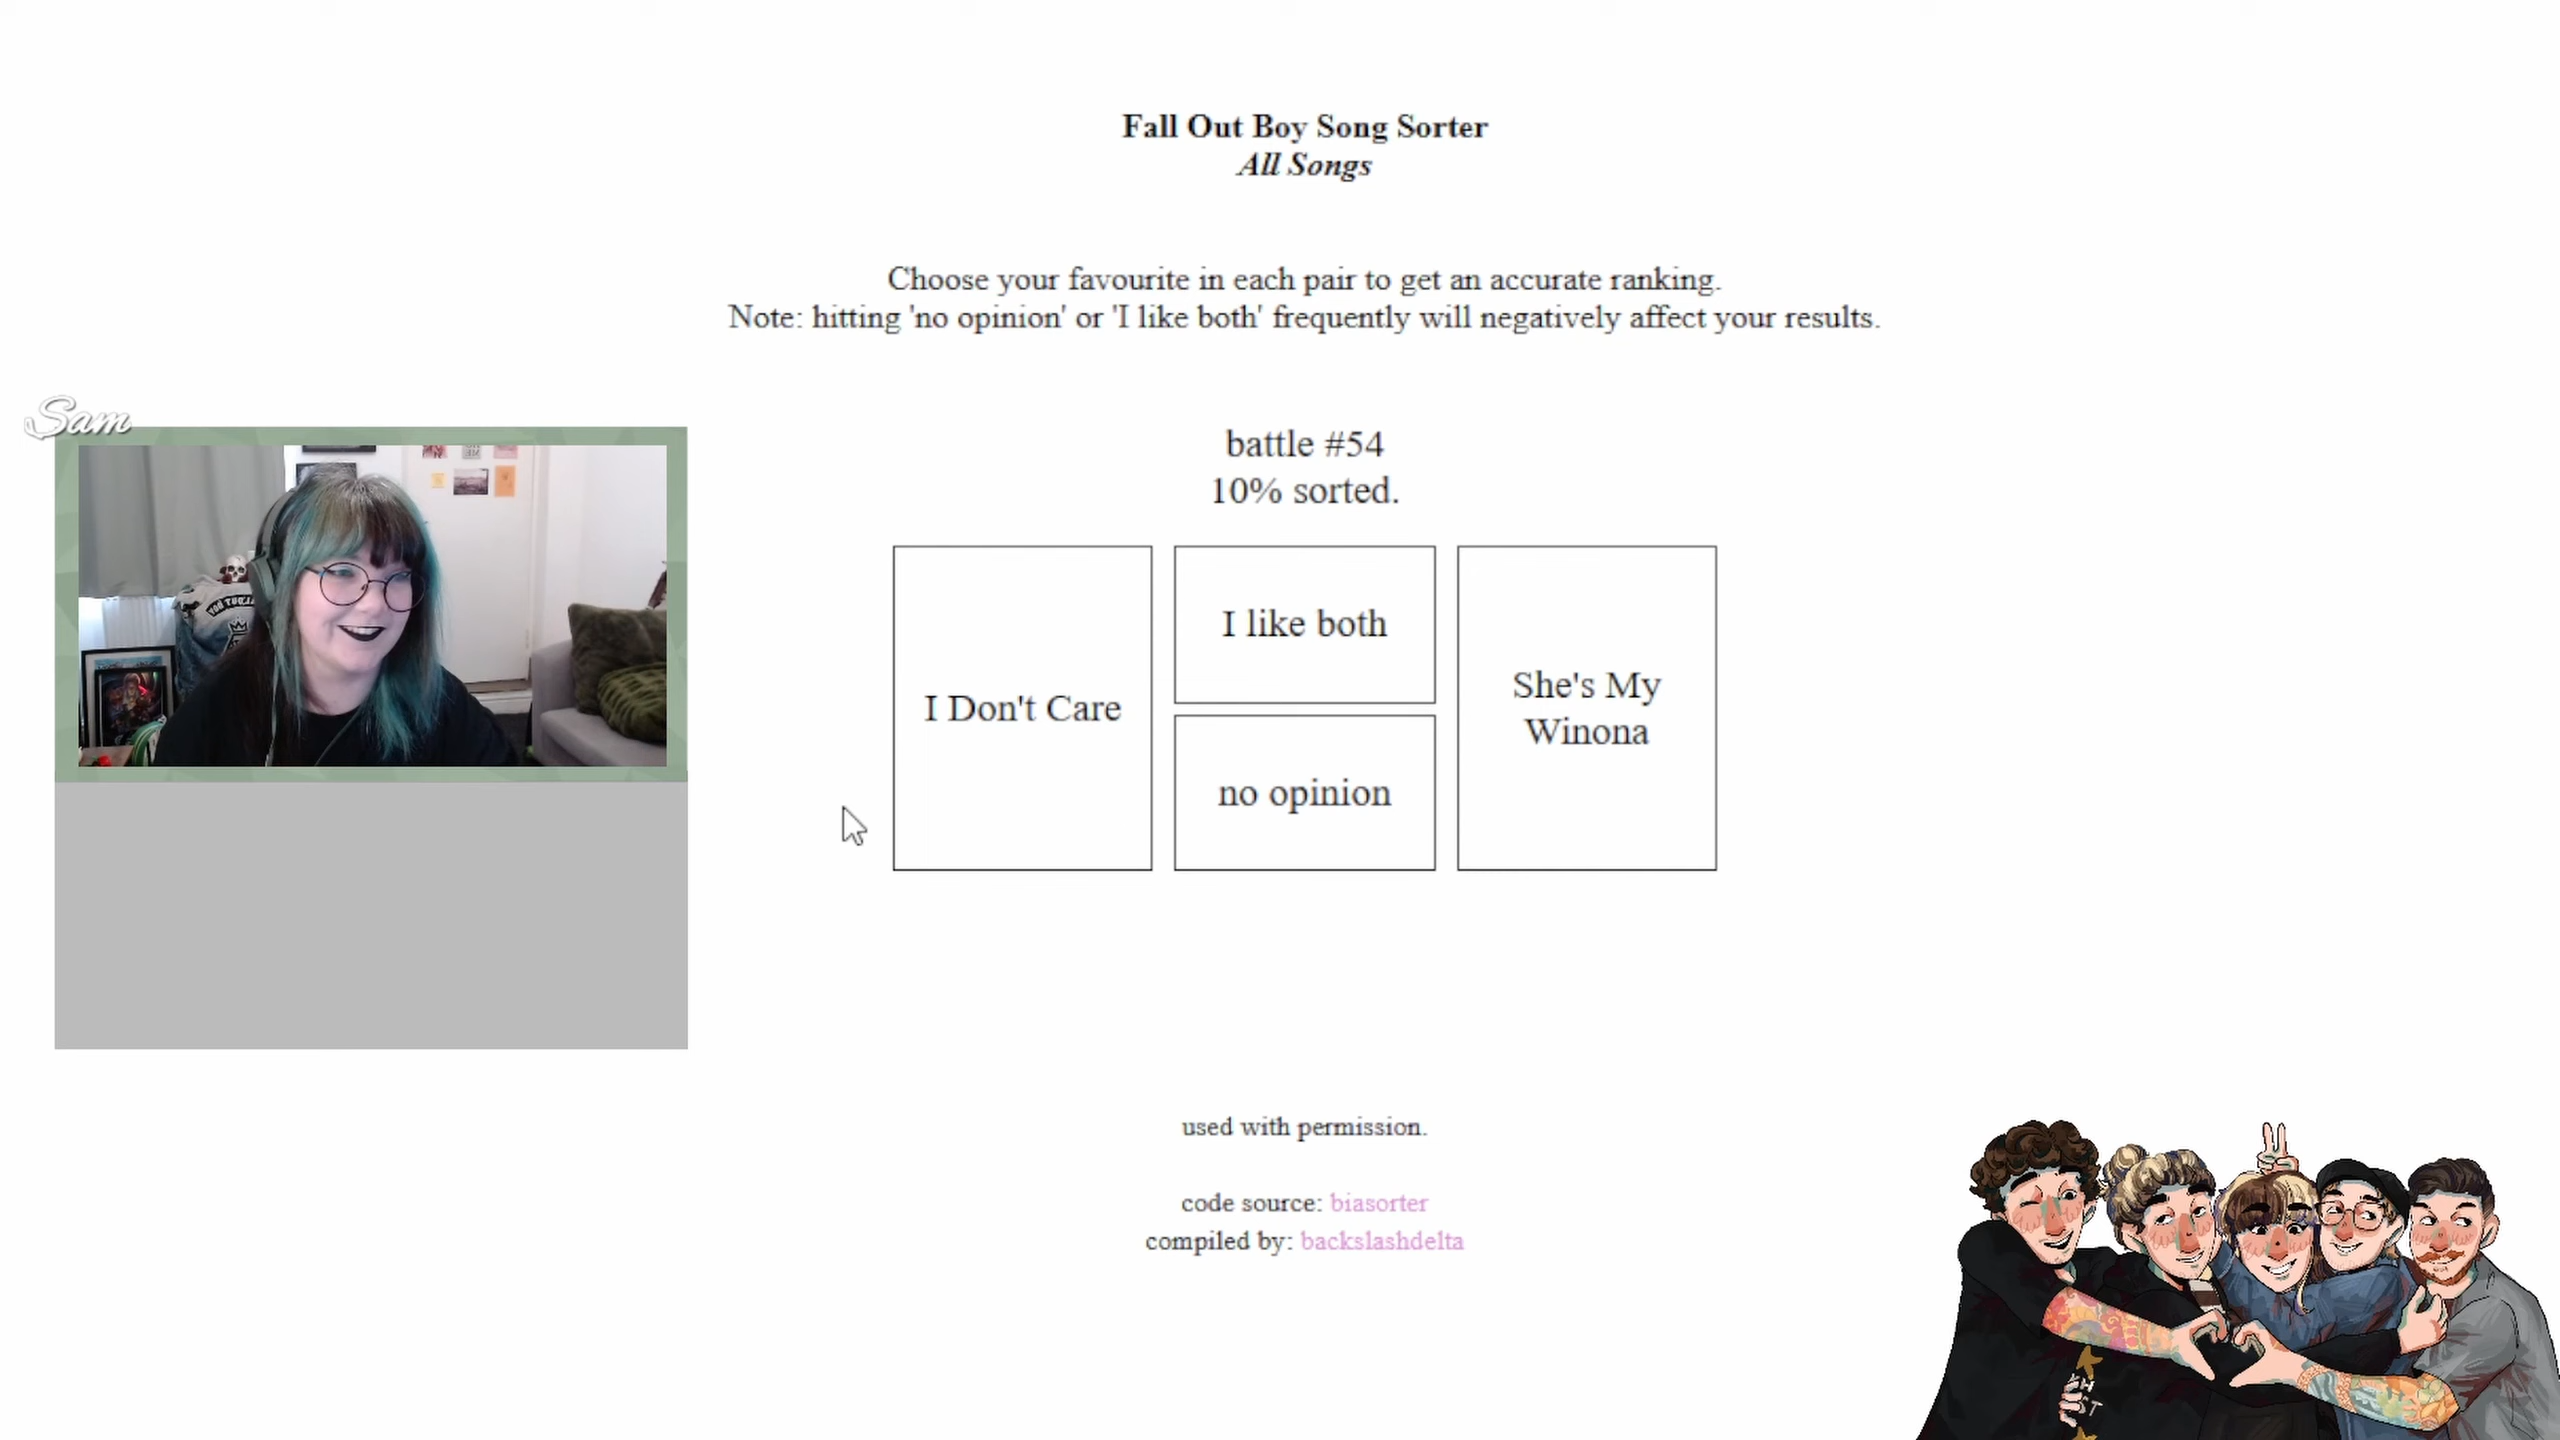 Fall Out Boy Song Sorter
All Songs
Choose your favourite in each pair to get an accurate ranking.
Note: hitting 'no opinion' or 'I like both' frequently will negatively affect your results.
Sam
battle #54
10% sorted.
I Don't Care
I like both
no opinion
She's My
Winona
used with permission.
code source: biasorter
compiled by: backslashdelta